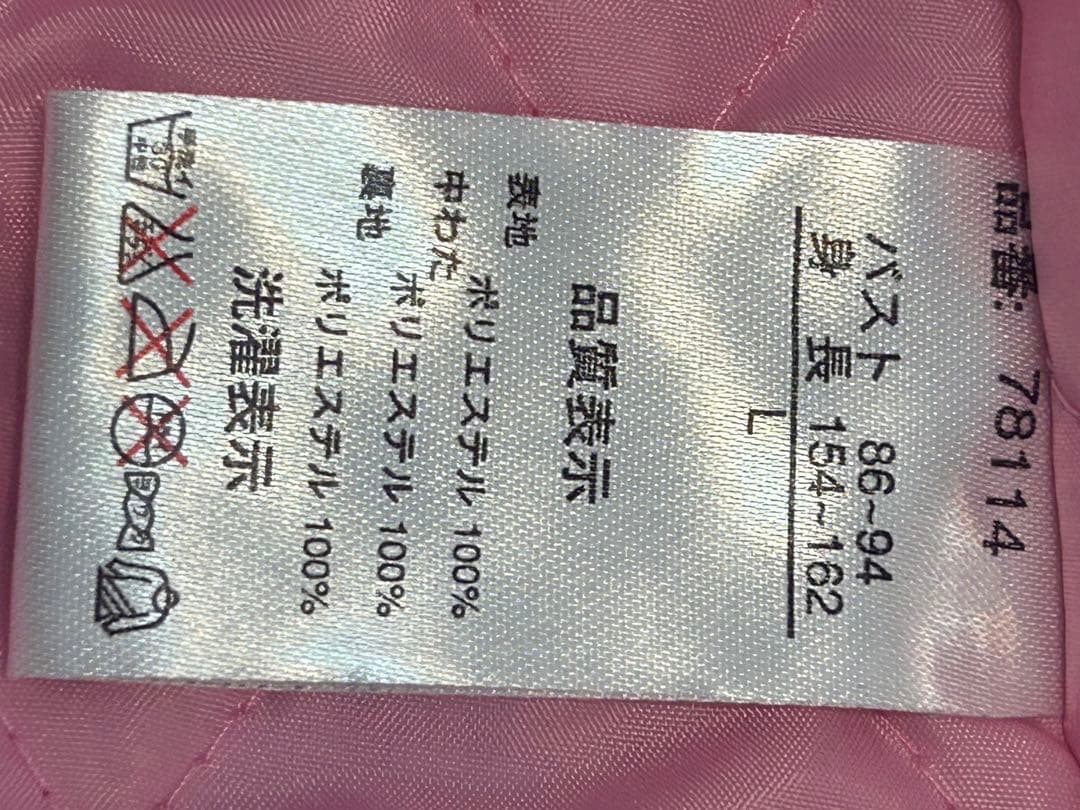 品番: 78114
バスト 86~94
身長 154~162
L
品質表示
表地 ポリエステル 100%
中わた ポリエステル 100%
裏地 ポリエステル 100%
洗濯表示